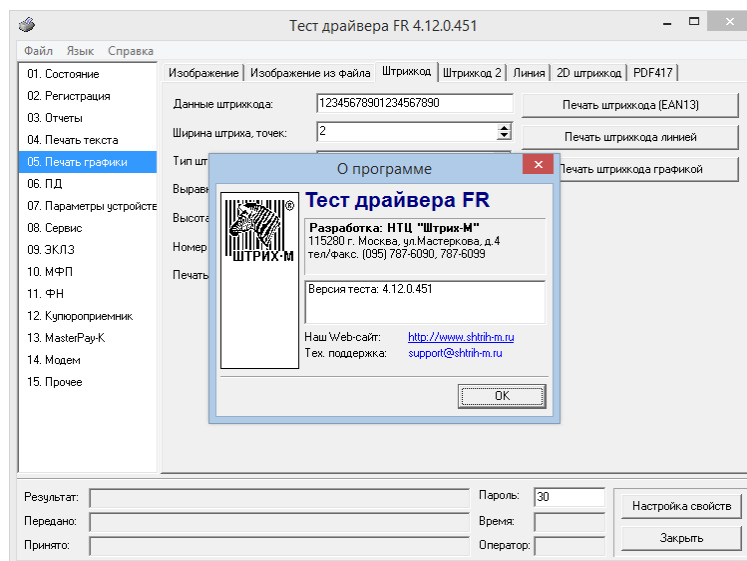 Тест драйвера FR 4.12.0.451
Файл Язык Справка
01. Состояние
02. Регистрация
03. Отчеты
04. Печать текста
05. Печать графики
06. ПД
07. Параметры устройств
08. Сервис
09. ЭКЛЗ
10. МФП
11. ФН
12. Купюроприемник
13. MasterPay-K
14. Модем
15. Прочее
Изображение Изображение из файла Штрихкод Штрихкод 2 Линия 2D штрихкод PDF417
Данные штрихкода: 12345678901234567890 Печать штрихкода (EAN13)
Ширина штриха, точек: 2 Печать штрихкода линией
Тип шт Печать штрихкода графикой
Вырав
Высота
Номер
Печать
О программе
ШТРИХ-М ®
Тест драйвера FR
Разработка: НТЦ "Штрих-М"
115280 г. Москва, ул.Мастеркова, д.4
тел/факс. (095) 787-6090, 787-6099
Версия теста: 4.12.0.451
Наш Web-сайт: http://www.shtrih-m.ru
Тех. поддержка: support@shtrih-m.ru
OK
Результат: Пароль: 30 Настройка свойств
Передано: Время:
Принято: Оператор: Закрыть